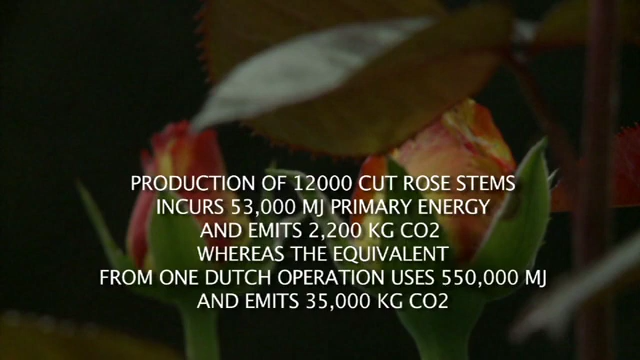 PRODUCTION OF 12000 CUT ROSE STEMS
INCURS 53,000 MJ PRIMARY ENERGY
AND EMITS 2,200 KG CO2
WHEREAS THE EQUIVALENT
FROM ONE DUTCH OPERATION USES 550,000 MJ
AND EMITS 35,000 KG CO2